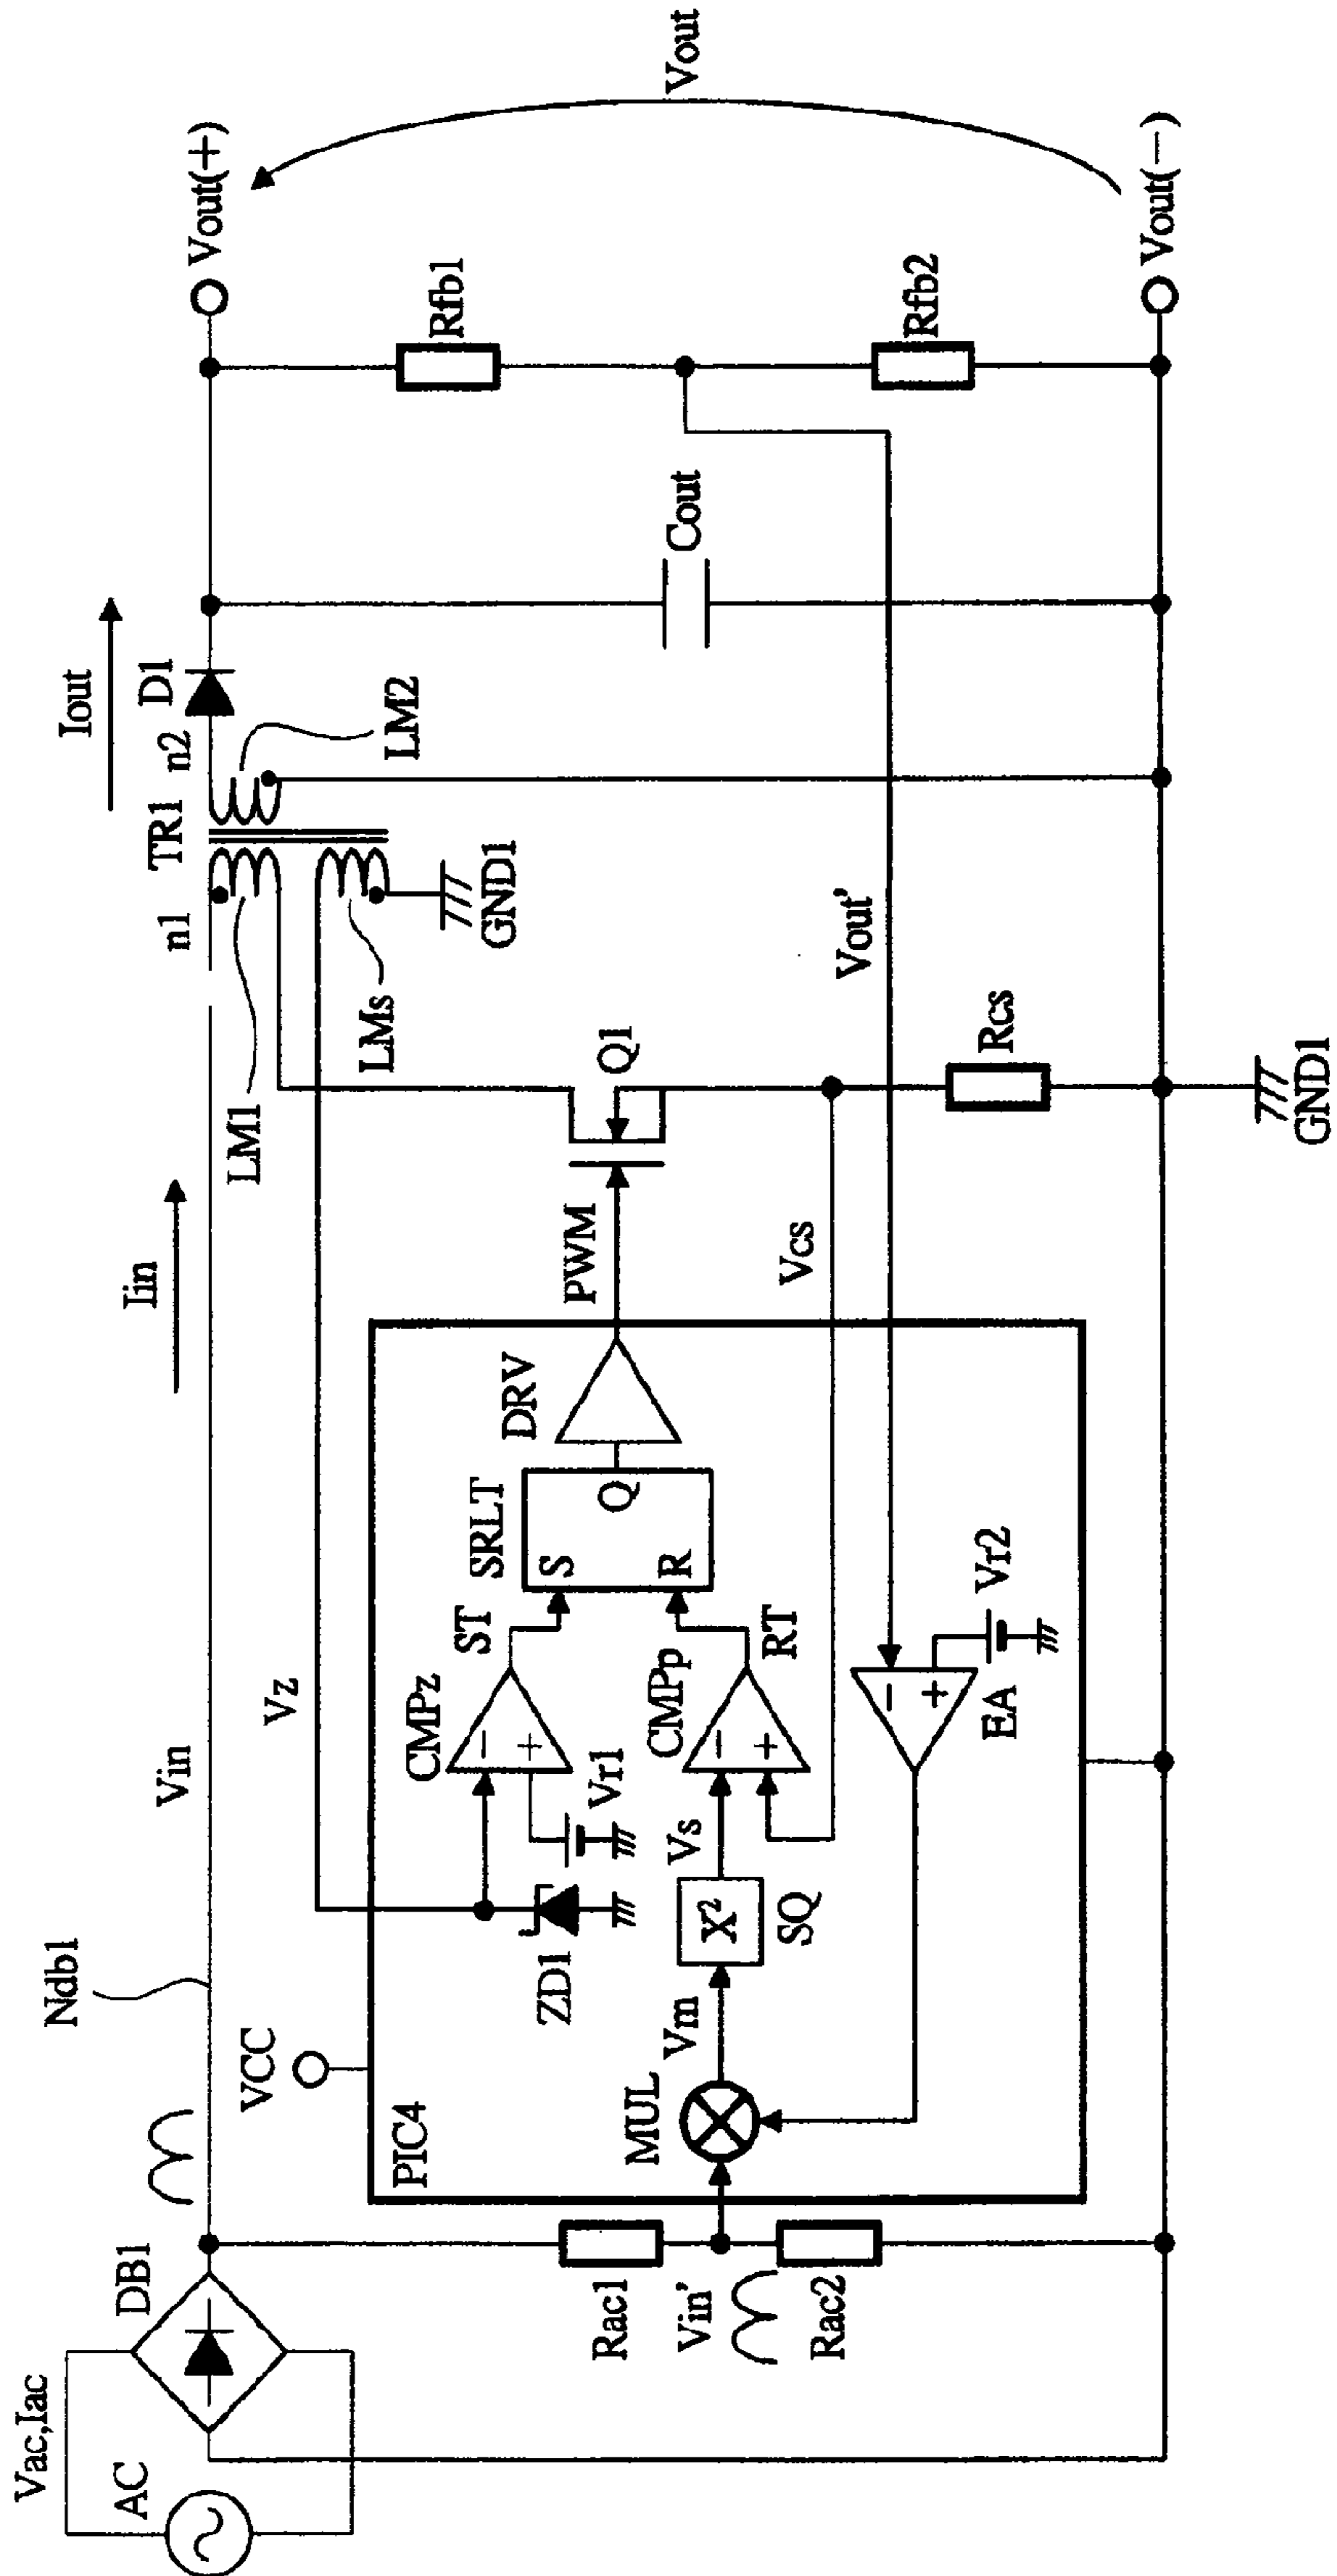 Vac,Iac
AC
DB1
Ndb1
Vin
Iin
n1
TR1
n2
D1
Iout
Vout(+)
VCC
Vz
LM1
LMs
LM2
GND1
PIC4
ZD1
Vr1
CMPz
-
+
ST
SRLT
S
R
Q
DRV
PWM
Q1
Cout
Rfb1
Vout
Rac1
Vin'
Rac2
MUL
Vm
X²
SQ
Vs
CMPp
-
+
RT
Vcs
Vout'
Rcs
Rfb2
-
+
EA
Vr2
GND1
Vout(-)